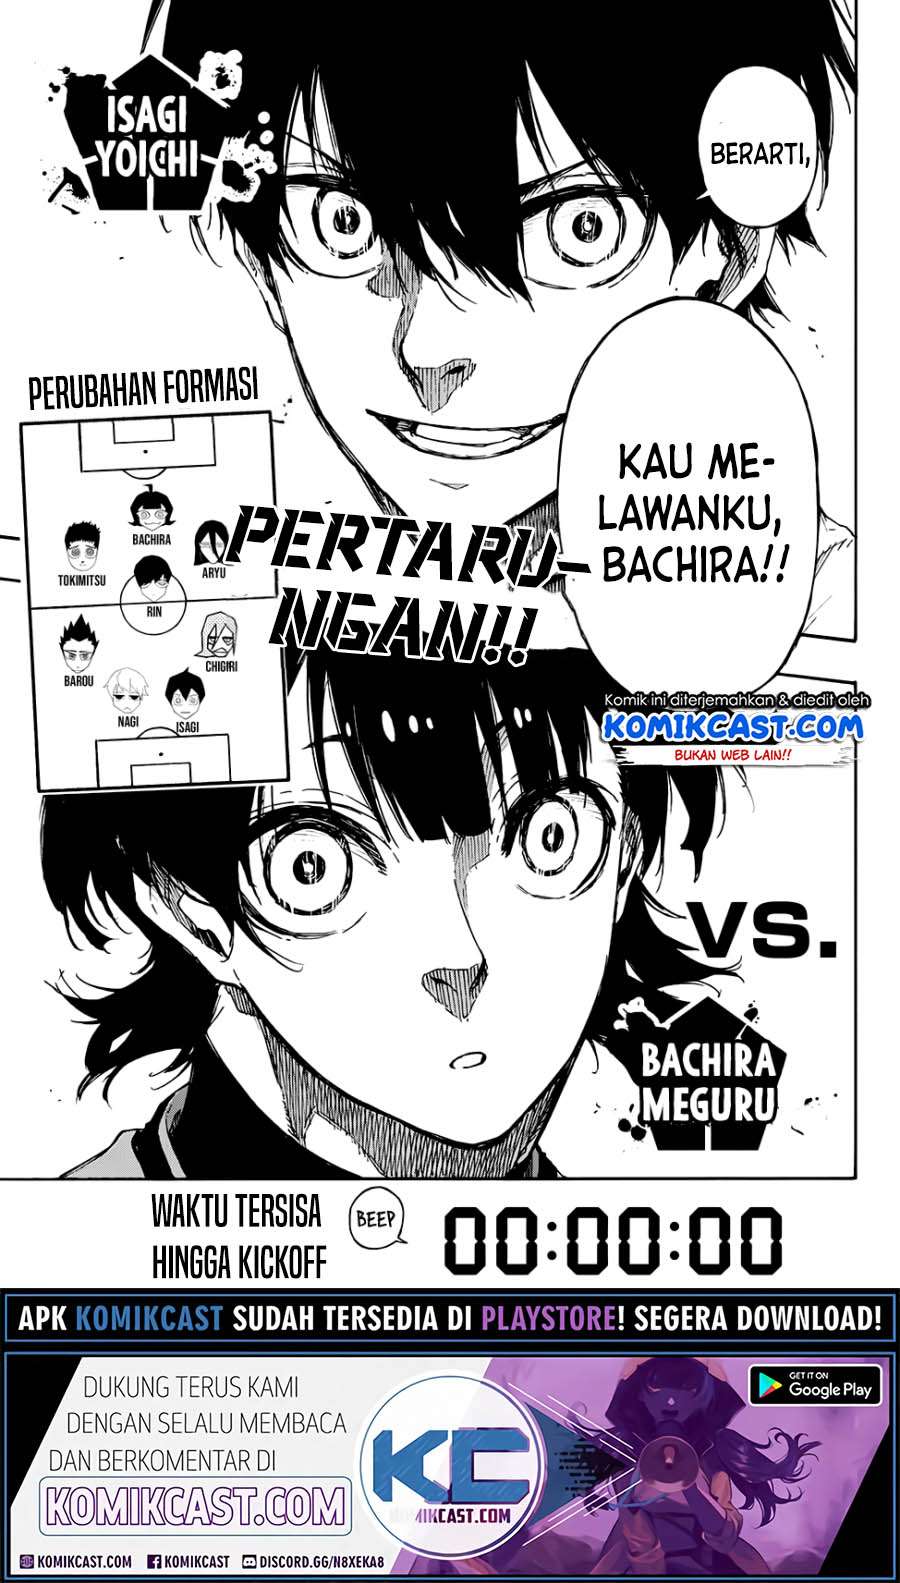 ISAGI
YOICHI
BERARTI,
KAU ME-
LAWANKU,
BACHIRA!!
PERUBAHAN FORMASI
BACHIRA
TOKIMITSU
ARYU
RIN
BAROU
CHIGIRI
NAGI
ISAGI
PERTARU-
NGAN!!
Komik ini diterjemahkan & diedit oleh
KOMIKCAST.COM
BUKAN WEB LAIN!!
VS.
BACHIRA
MEGURU
WAKTU TERSISA
HINGGA KICKOFF
BEEP
00:00:00
APK KOMIKCAST SUDAH TERSEDIA DI PLAYSTORE! SEGERA DOWNLOAD!
DUKUNG TERUS KAMI
DENGAN SELALU MEMBACA
DAN BERKOMENTAR DI
KOMIKCAST.COM
KC
KOMIKCAST.COM
GET IT ON
Google Play
KOMIKCAST.COM
KOMIKCAST
DISCORD.GG/N8XEKA8